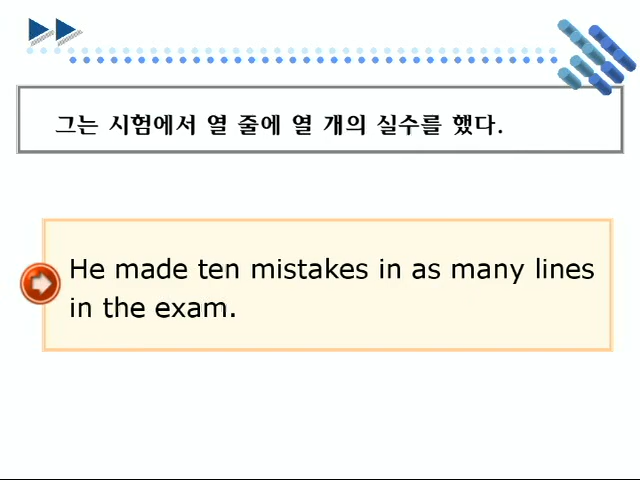 그는 시험에서 열 줄에 열 개의 실수를 했다.
He made ten mistakes in as many lines
in the exam.